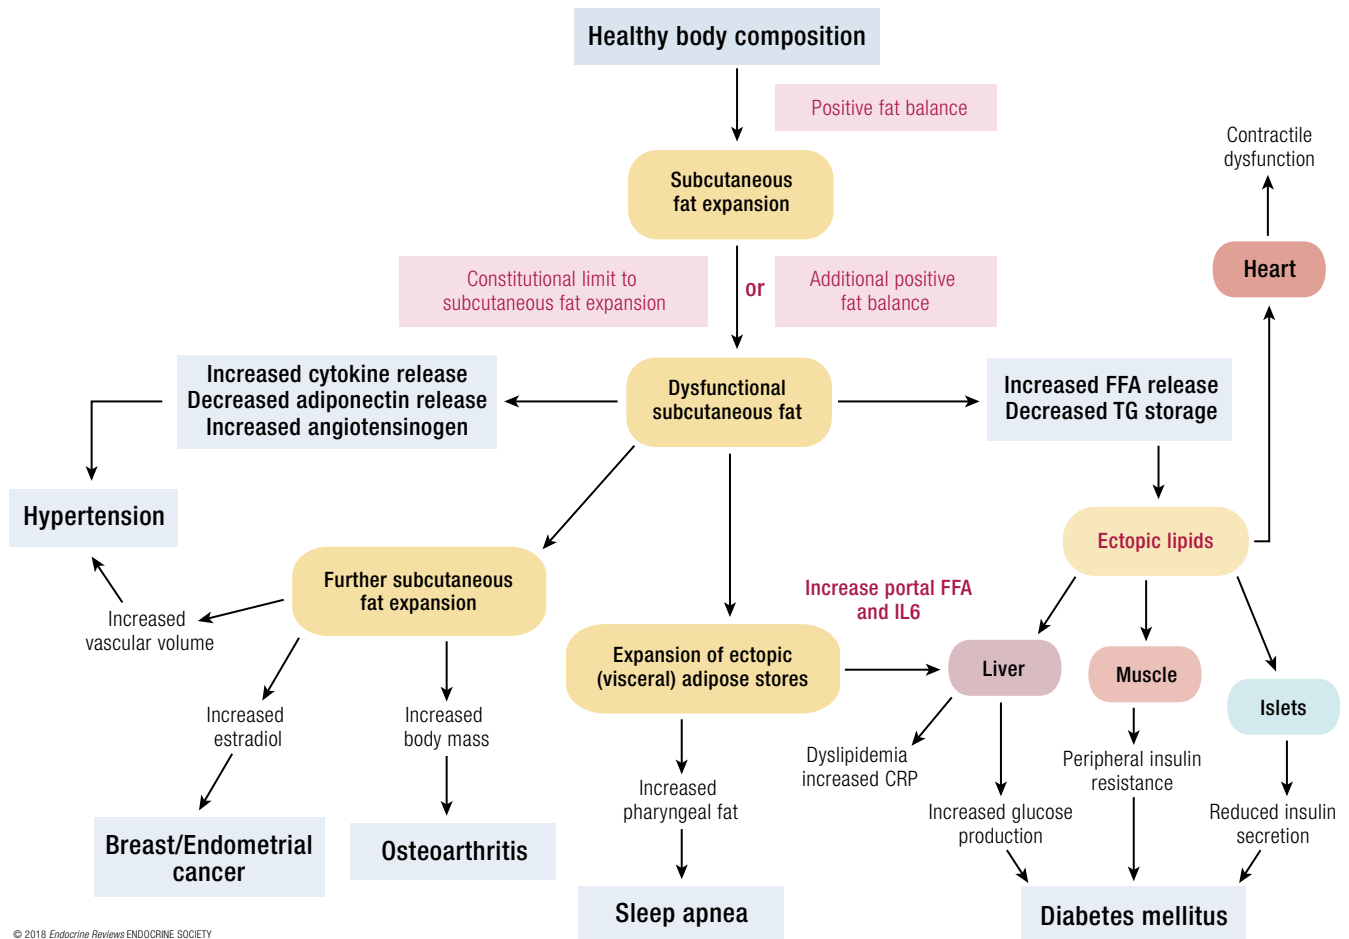 Healthy body composition
Positive fat balance
Contractile
dysfunction
Subcutaneous
fat expansion
Heart
Constitutional limit to
subcutaneous fat expansion
or
Additional positive
fat balance
Increased cytokine release
Decreased adiponectin release
Increased angiotensinogen
Dysfunctional
subcutaneous fat
Increased FFA release
Decreased TG storage
Hypertension
Ectopic lipids
Further subcutaneous
fat expansion
Increase portal FFA
and IL6
Increased
vascular volume
Expansion of ectopic
(visceral) adipose stores
Liver
Muscle
Islets
Increased
estradiol
Increased
body mass
Dyslipidemia
increased CRP
Peripheral insulin
resistance
Increased
pharyngeal fat
Increased glucose
production
Reduced insulin
secretion
Breast/Endometrial
cancer
Osteoarthritis
Sleep apnea
Diabetes mellitus
© 2018 Endocrine Reviews ENDOCRINE SOCIETY